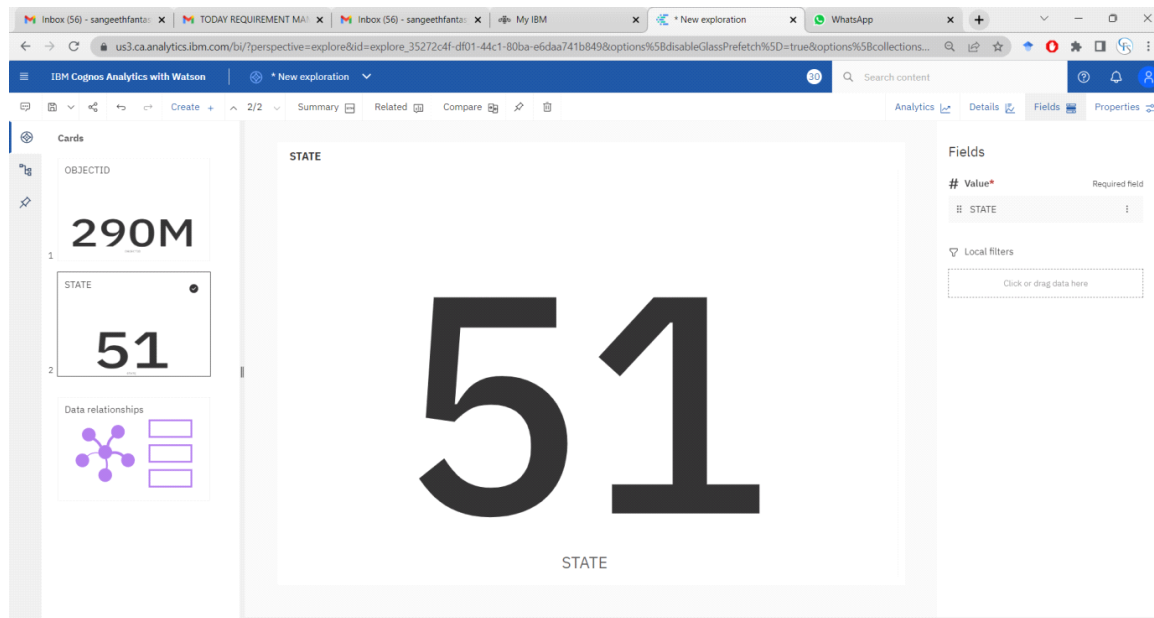 Inbox (56) - sangeethfantas
TODAY REQUIREMENT MAI
Inbox (56) - sangeethfantas
My IBM
* New exploration
WhatsApp
us3.ca.analytics.ibm.com/bi/?perspective=explore&id=explore_35272c4f-df01-44c1-80ba-e6daa741b849&options%5BdisableGlassPrefetch%5D=true&options%5Bcollections...
IBM Cognos Analytics with Watson
* New exploration
30
Search content
Create +
2/2
Summary
Related
Compare
Analytics
Details
Fields
Properties
Cards
OBJECTID
290M
1
STATE
51
2
Data relationships
STATE
51
STATE
Fields
# Value*
Required field
STATE
Local filters
Click or drag data here